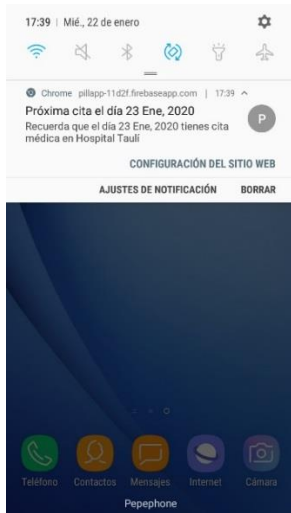 17:39 | Mié., 22 de enero
Chrome pillapp-11d2f.firebaseapp.com | 17:39
Próxima cita el día 23 Ene, 2020
P
Recuerda que el día 23 Ene, 2020 tienes cita
médica en Hospital Taulí
CONFIGURACIÓN DEL SITIO WEB
AJUSTES DE NOTIFICACIÓN BORRAR
Teléfono Contactos Mensajes Internet Cámara
Pepephone